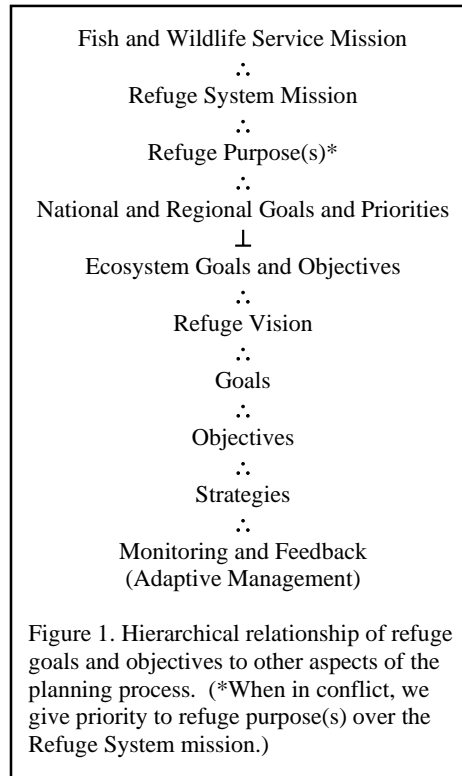 Fish and Wildlife Service Mission
∴
Refuge System Mission
∴
Refuge Purpose(s)*
∴
National and Regional Goals and Priorities
⊥
Ecosystem Goals and Objectives
∴
Refuge Vision
∴
Goals
∴
Objectives
∴
Strategies
∴
Monitoring and Feedback
(Adaptive Management)
Figure 1. Hierarchical relationship of refuge
goals and objectives to other aspects of the
planning process.  (*When in conflict, we
give priority to refuge purpose(s) over the
Refuge System mission.)